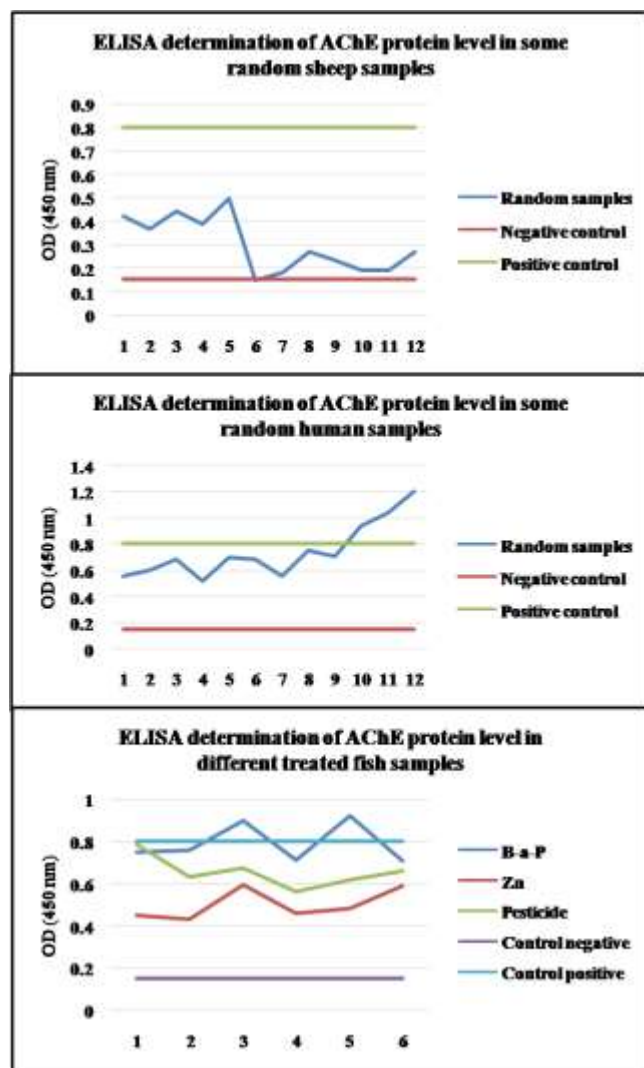 ELISA determination of AChE protein level in some
random sheep samples
0.9
0.8
0.7
0.6
0.5
0.4
0.3
0.2
0.1
0
OD (450 nm)
1 2 3 4 5 6 7 8 9 10 11 12
Random samples
Negative control
Positive control
ELISA determination of AChE protein level in some
random human samples
1.4
1.2
1
0.8
0.6
0.4
0.2
0
OD (450 nm)
1 2 3 4 5 6 7 8 9 10 11 12
Random samples
Negative control
Positive control
ELISA determination of AChE protein level in
different treated fish samples
1
0.8
0.6
0.4
0.2
0
OD (450 nm)
1 2 3 4 5 6
B-a-P
Zn
Pesticide
Control negative
Control positive